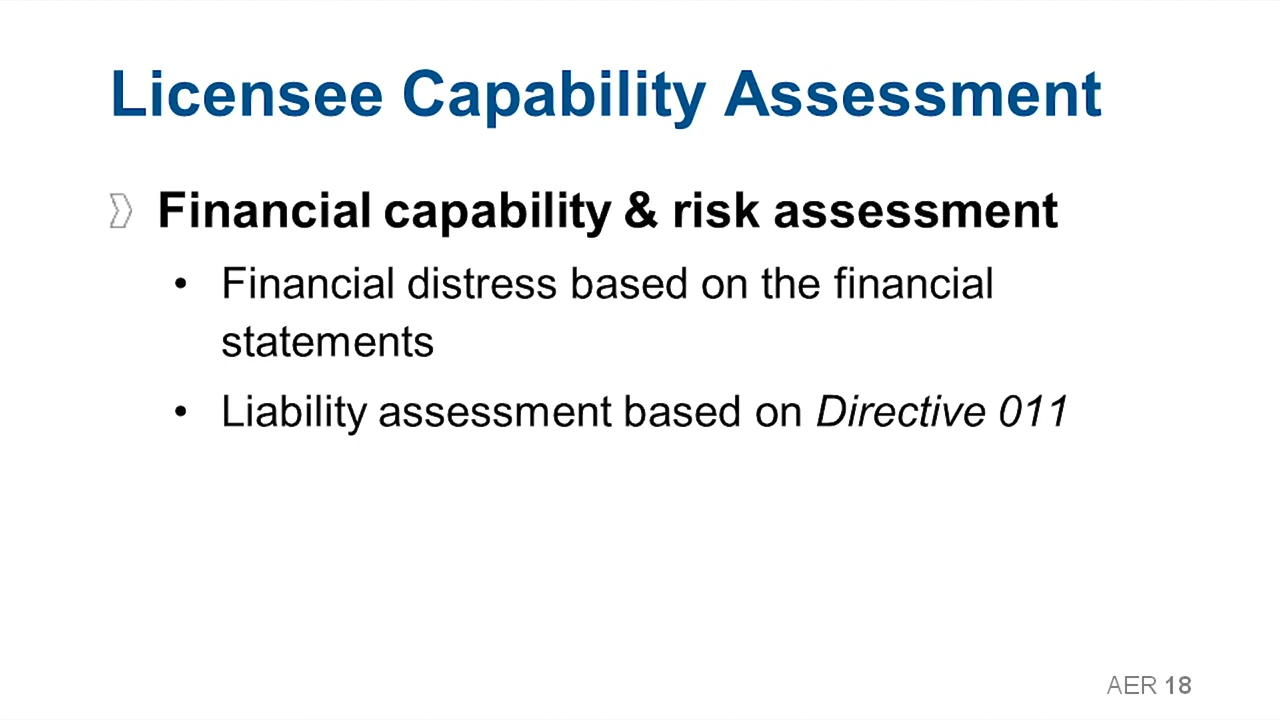 Licensee Capability Assessment
Financial capability & risk assessment
• Financial distress based on the financial
statements
• Liability assessment based on Directive 011
AER 18